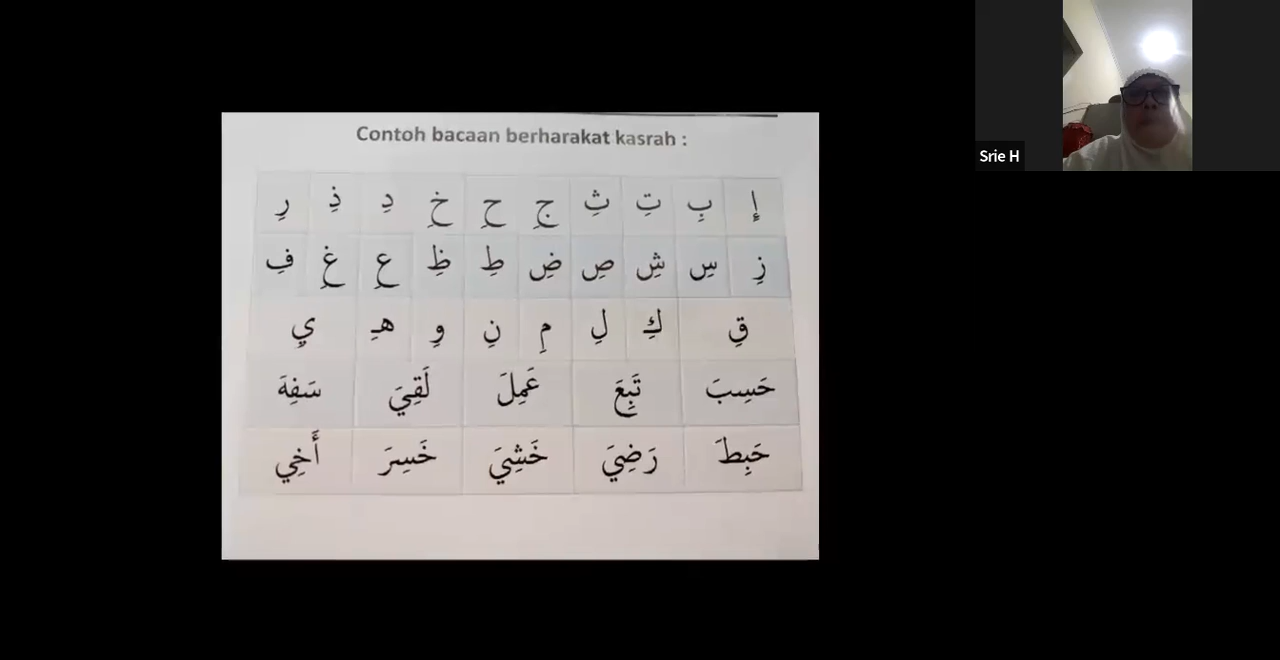 Contoh bacaan berharakat kasrah :
إِ بِ تِ ثِ جِ حِ خِ دِ ذِ رِ
زِ سِ شِ صِ ضِ طِ ظِ عِ غِ فِ
قِ كِ لِ مِ نِ وِ هِـ يِ
حَسِبَ تَبِعَ عَمِلَ لَقِيَ سَفِهَ
حَبِطَ رَضِيَ خَشِيَ خَسِرَ أَخِي
Srie H